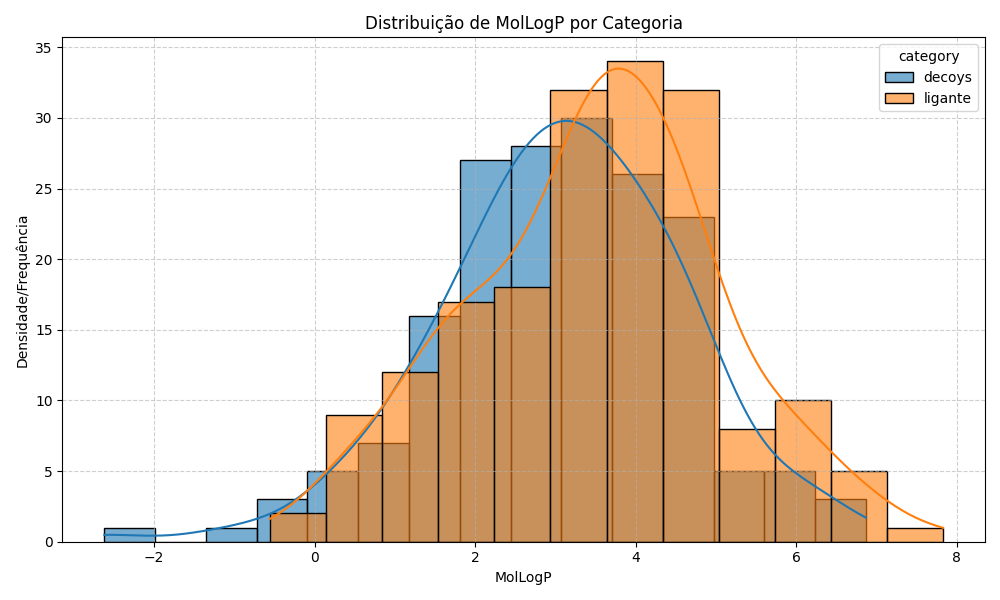 Distribuição de MolLogP por Categoria
category
decoys
ligante
Densidade/Frequência
35
30
25
20
15
10
5
0
−2
0
2
4
6
8
MolLogP